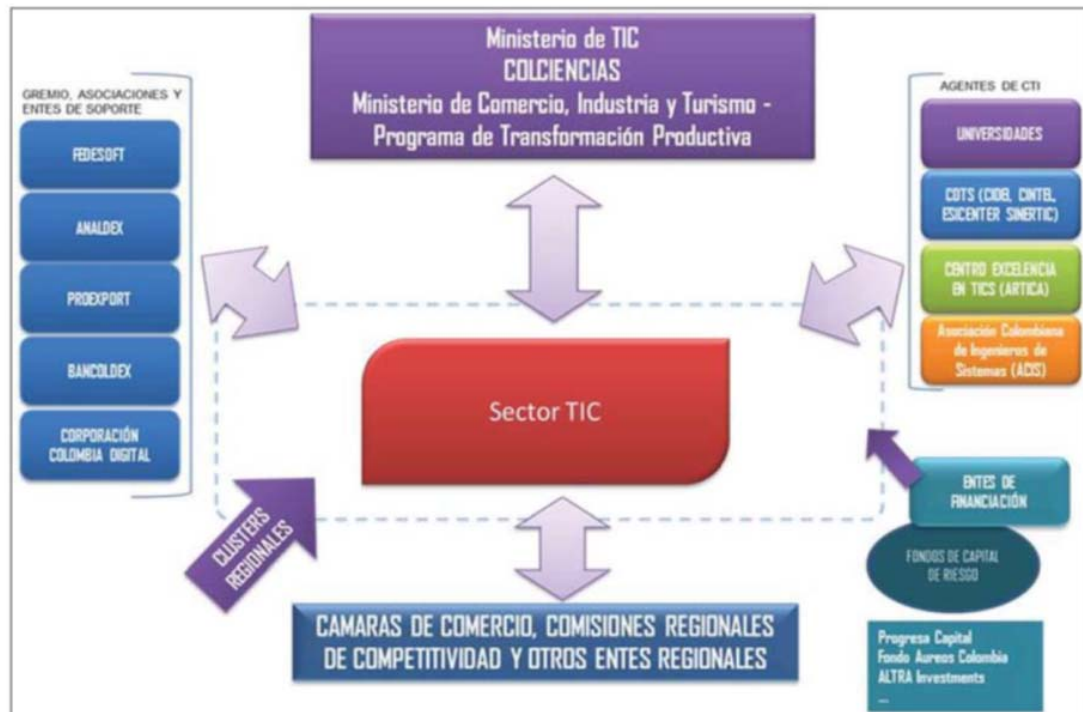 Ministerio de TIC
COLCIENCIAS
Ministerio de Comercio, Industria y Turismo -
Programa de Transformación Productiva
GREMIO, ASOCIACIONES Y
ENTES DE SOPORTE
FEDESOFT
ANALDEX
PROEXPORT
BANCOLDEX
CORPORACIÓN
COLOMBIA DIGITAL
AGENTES DE CTI
UNIVERSIDADES
CDTS (CIDEI, CINTEL,
ESICENTER SINERTIC)
CENTRO EXCELENCIA
EN TICS (ARTICA)
Asociación Colombiana
de Ingenieros de
Sistemas (ACIS)
Sector TIC
CLUSTERS
REGIONALES
ENTES DE
FINANCIACIÓN
FONDOS DE CAPITAL
DE RIESGO
Progresa Capital
Fondo Aureos Colombia
ALTRA Investments
...
CAMARAS DE COMERCIO, COMISIONES REGIONALES
DE COMPETITIVIDAD Y OTROS ENTES REGIONALES